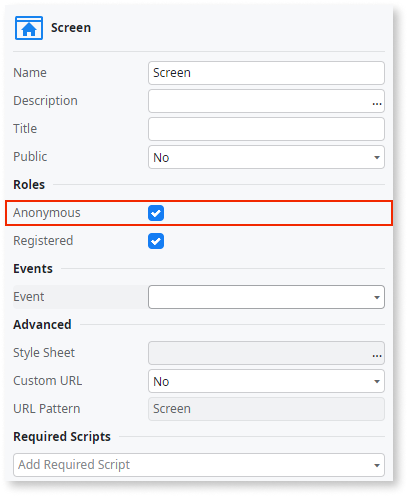 Screen
Name Screen
Description ...
Title
Public No
Roles
Anonymous
Registered
Events
Event
Advanced
Style Sheet ...
Custom URL No
URL Pattern Screen
Required Scripts
Add Required Script